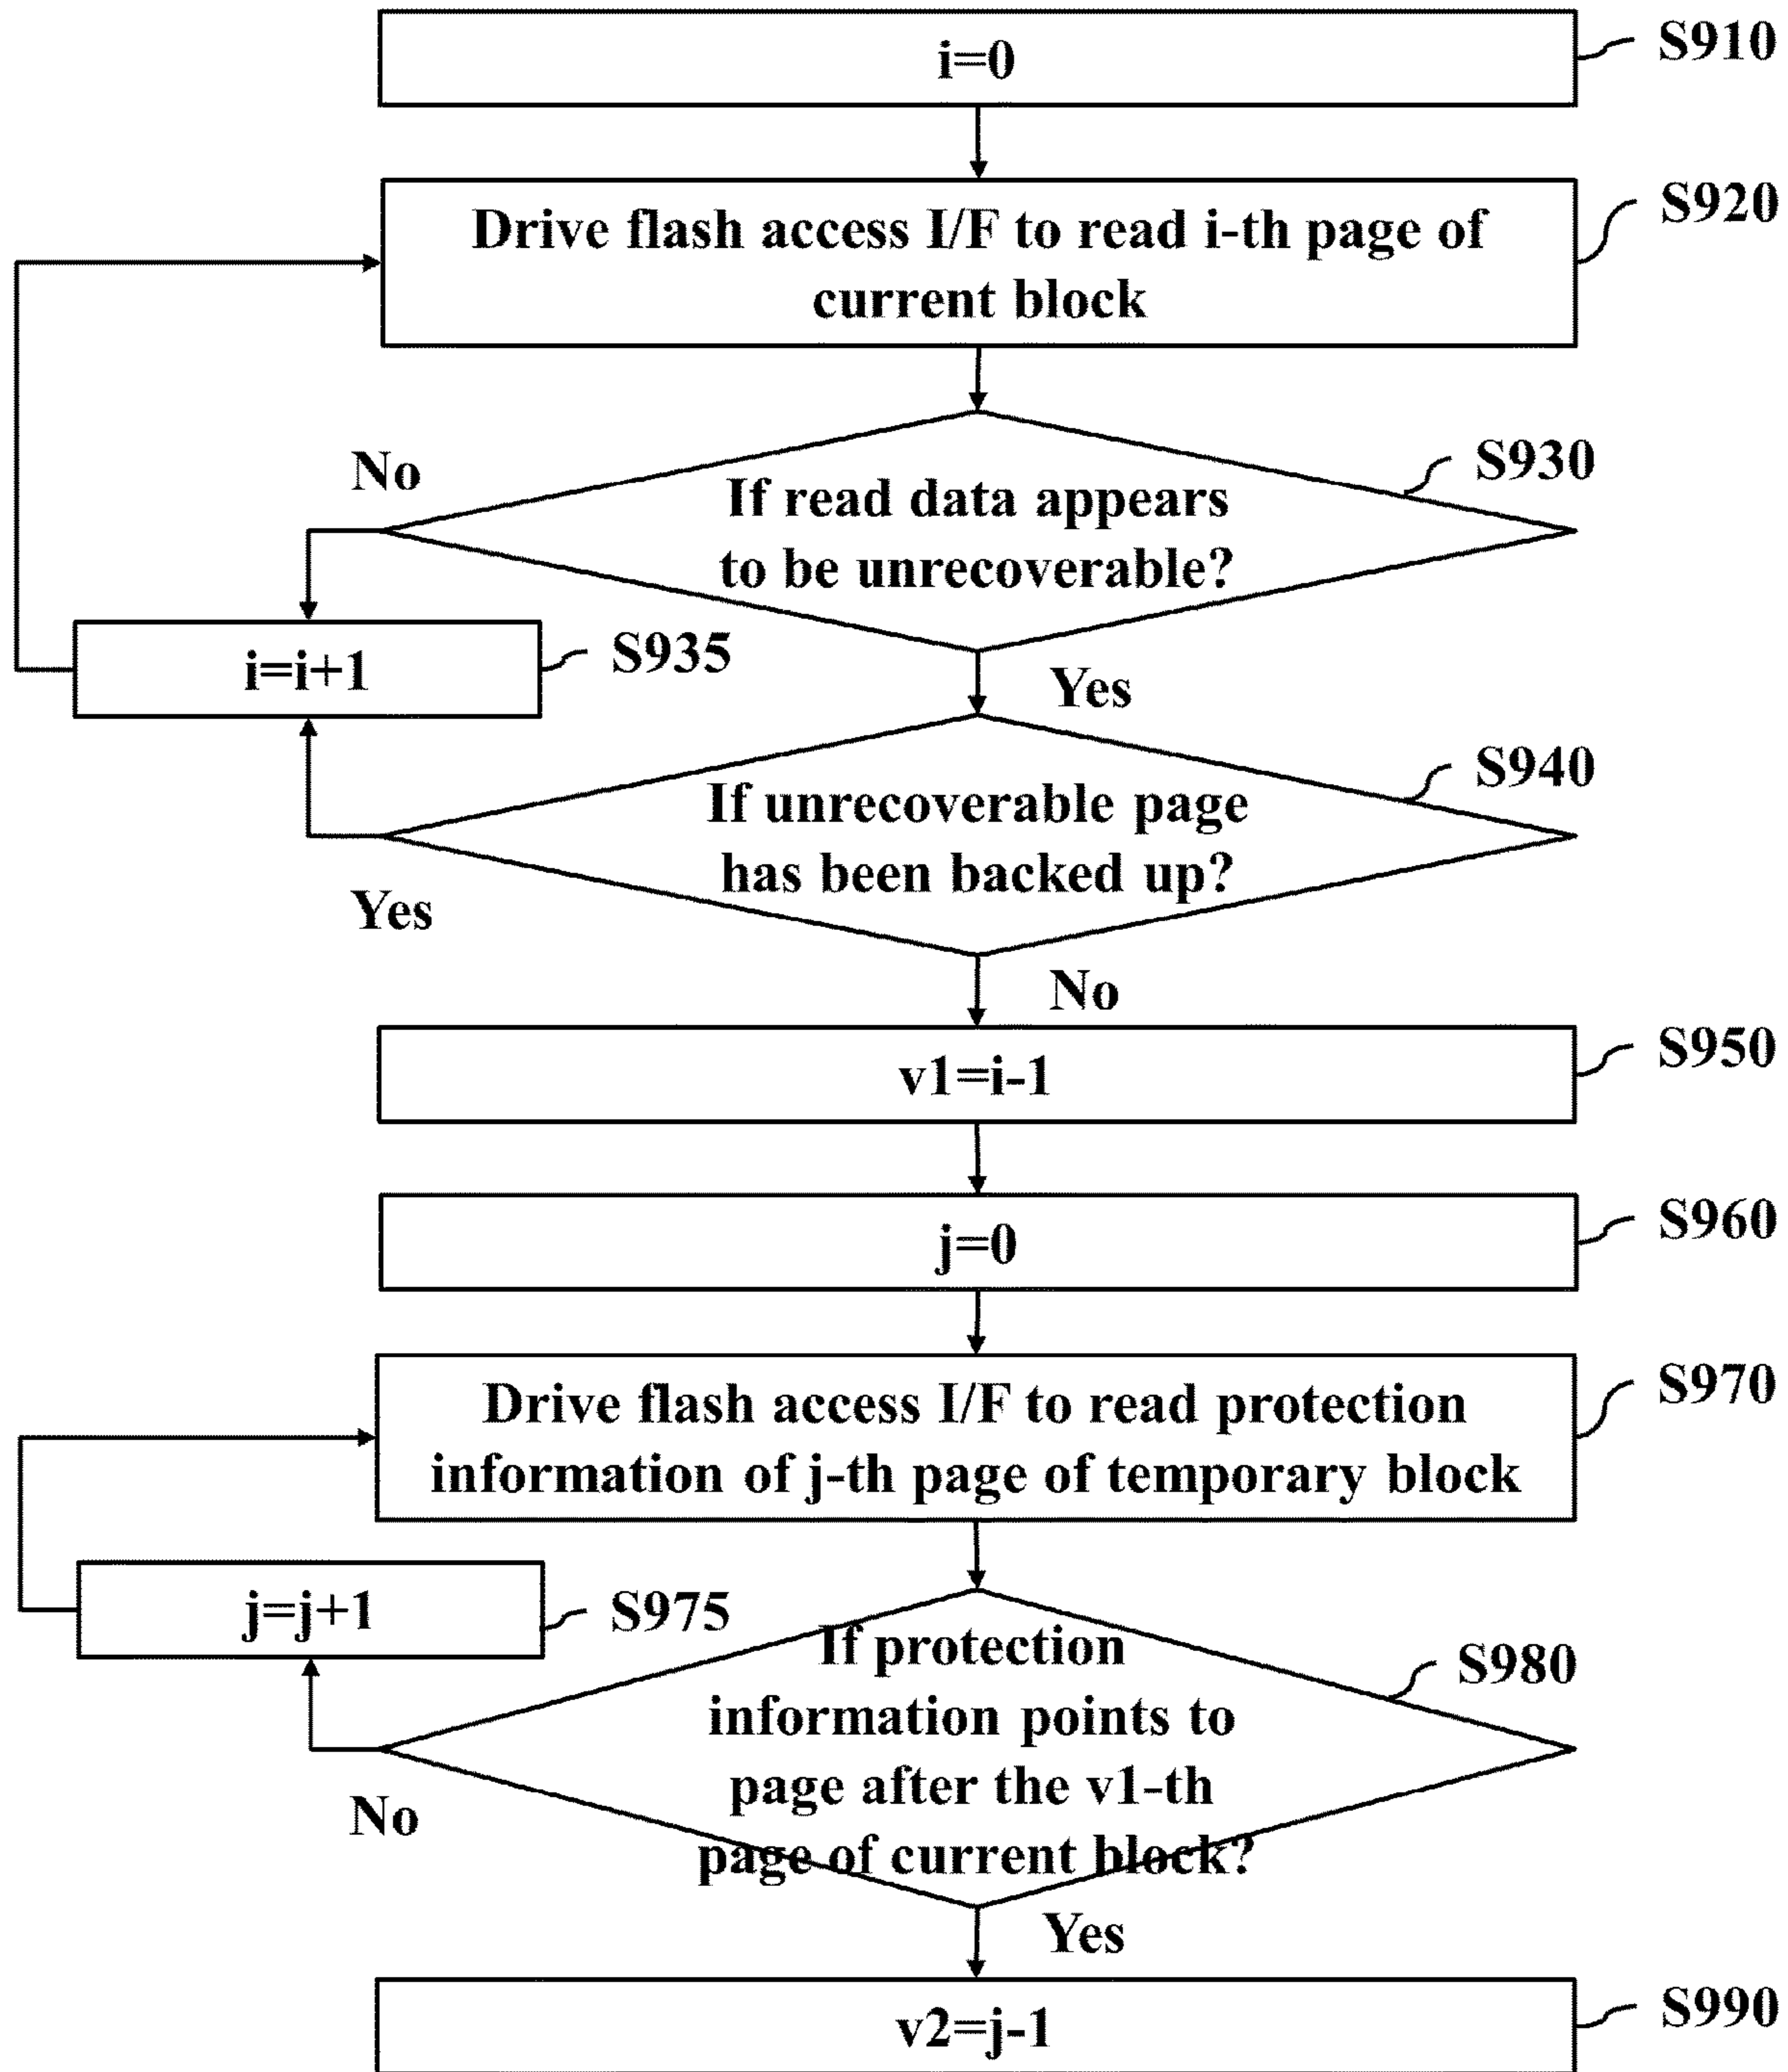 i=0
S910
Drive flash access I/F to read i-th page of
current block
S920
No
If read data appears
to be unrecoverable?
S930
i=i+1
S935
Yes
If unrecoverable page
has been backed up?
S940
Yes
No
v1=i-1
S950
j=0
S960
Drive flash access I/F to read protection
information of j-th page of temporary block
S970
j=j+1
S975
If protection
information points to
page after the v1-th
page of current block?
S980
No
Yes
v2=j-1
S990